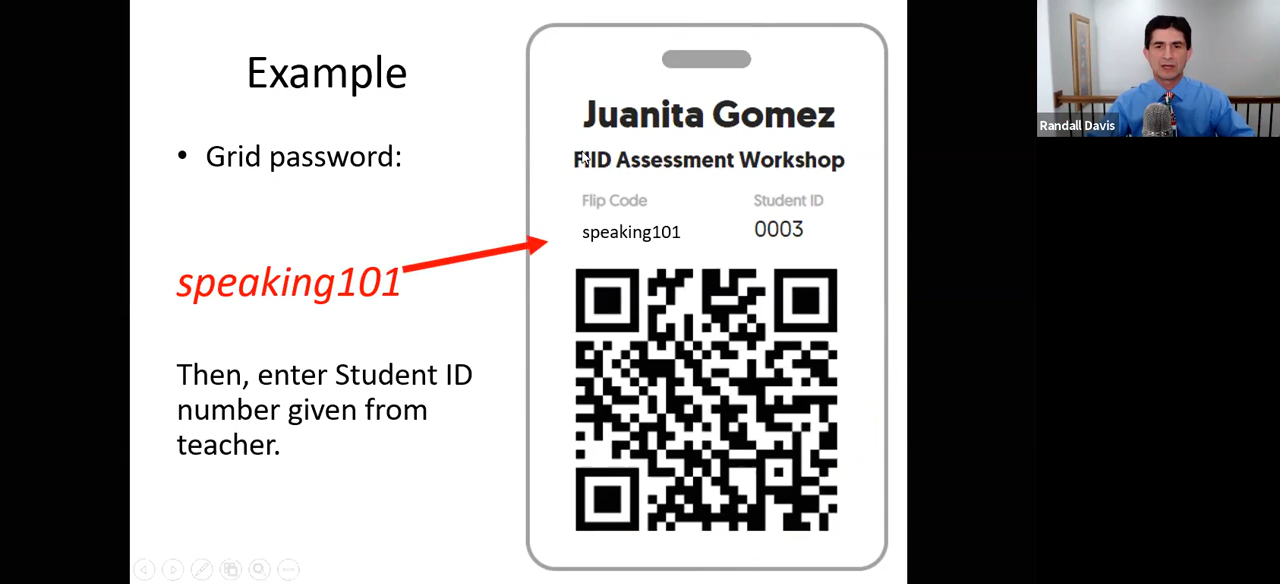 Example
• Grid password:
speaking101
Then, enter Student ID
number given from
teacher.
Juanita Gomez
Assessment Workshop
Flip Code
Student ID
speaking101
0003
Randall Davis